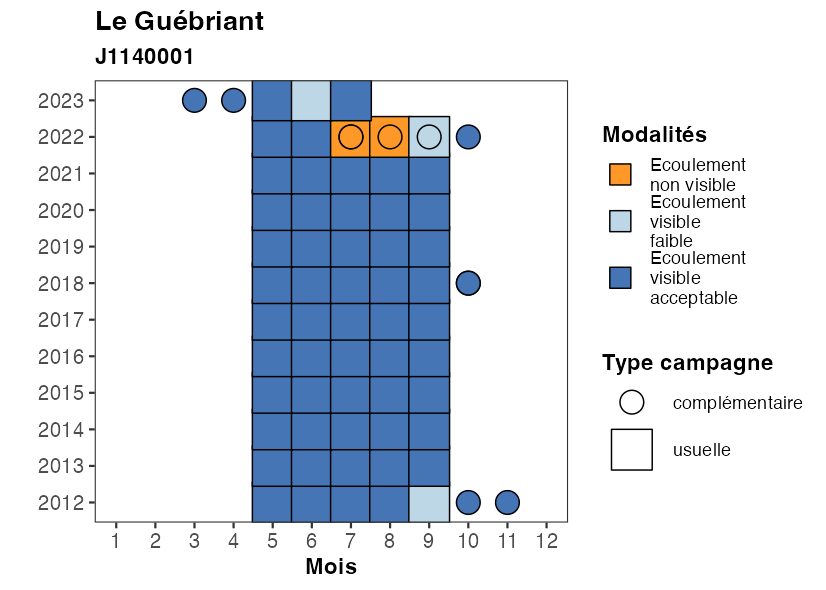 Le Guébriant
J1140001
2023
2022
2021
2020
2019
2018
2017
2016
2015
2014
2013
2012
1 2 3 4 5 6 7 8 9 10 11 12
Mois
Modalités
Ecoulement
non visible
Ecoulement
visible
faible
Ecoulement
visible
acceptable
Type campagne
complémentaire
usuelle